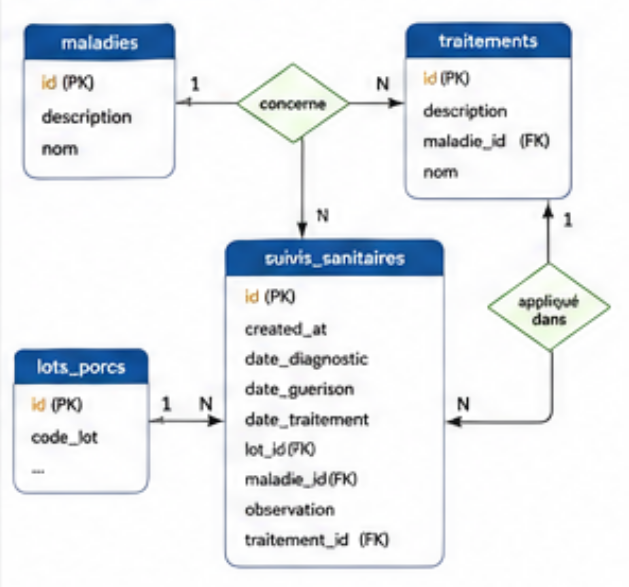 maladies
id (PK)
description
nom
1
concerne
N
traitements
id (PK)
description
maladie_id (FK)
nom
N
1
appliqué
dans
suivis_sanitaires
id (PK)
created_at
date_diagnostic
date_guerison
date_traitement
lot_id (FK)
maladie_id (FK)
observation
traitement_id (FK)
lots_porcs
id (PK)
code_lot
...
1
N
N